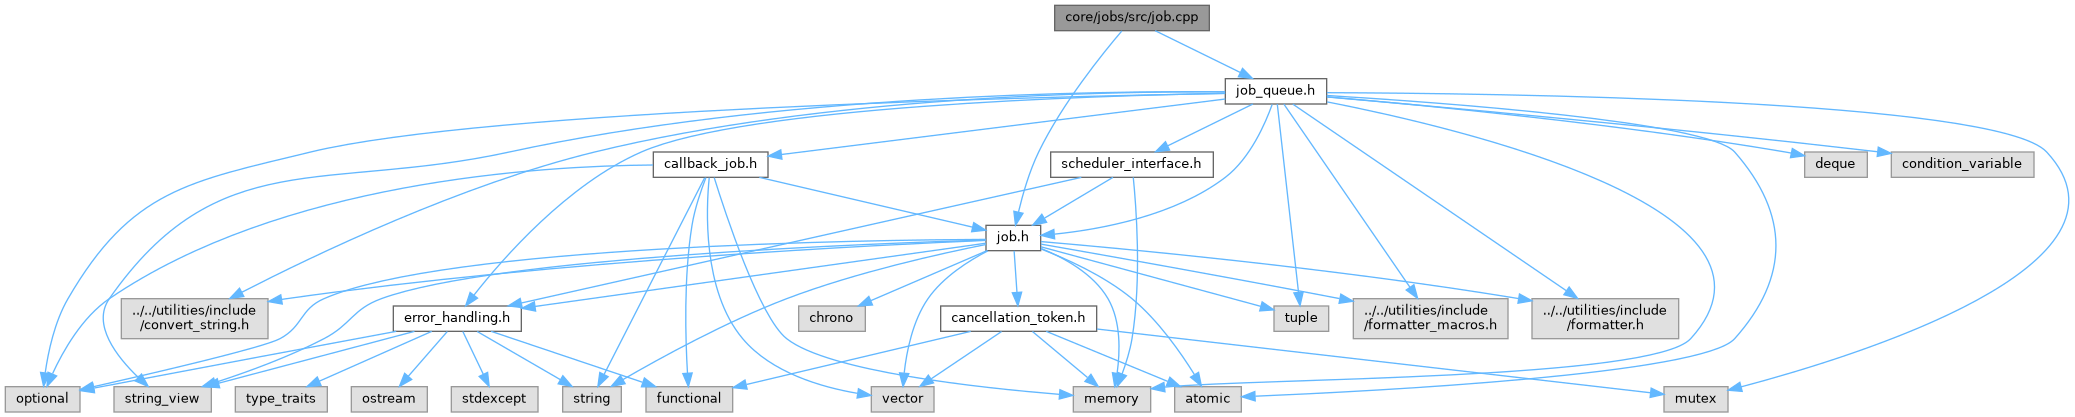 core/jobs/src/job.cpp
job_queue.h
callback_job.h
scheduler_interface.h
deque
condition_variable
job.h
../../utilities/include
/convert_string.h
error_handling.h
chrono
cancellation_token.h
tuple
../../utilities/include
/formatter_macros.h
../../utilities/include
/formatter.h
optional
string_view
type_traits
ostream
stdexcept
string
functional
vector
memory
atomic
mutex